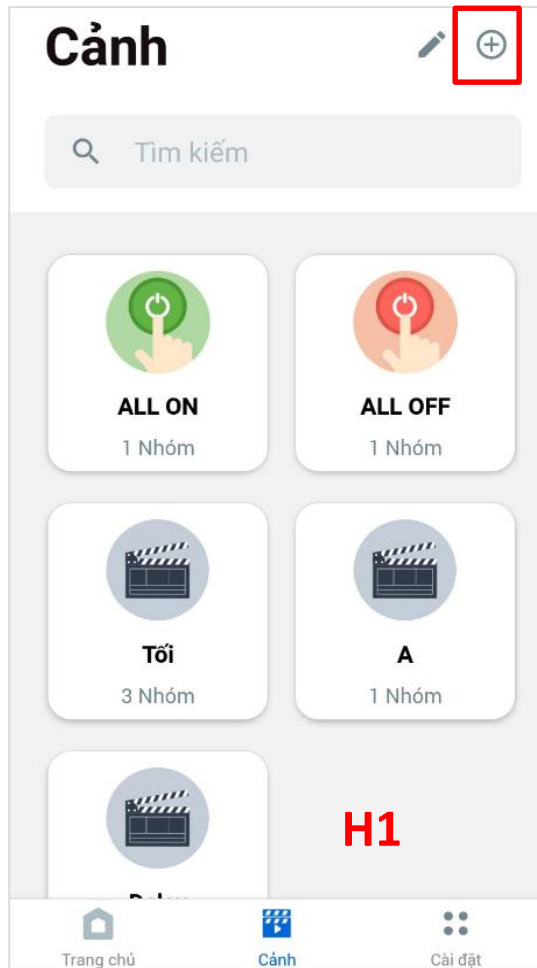 Cảnh
Tìm kiếm
ALL ON
1 Nhóm
ALL OFF
1 Nhóm
Tối
3 Nhóm
A
1 Nhóm
H1
Trang chủ
Cảnh
Cài đặt